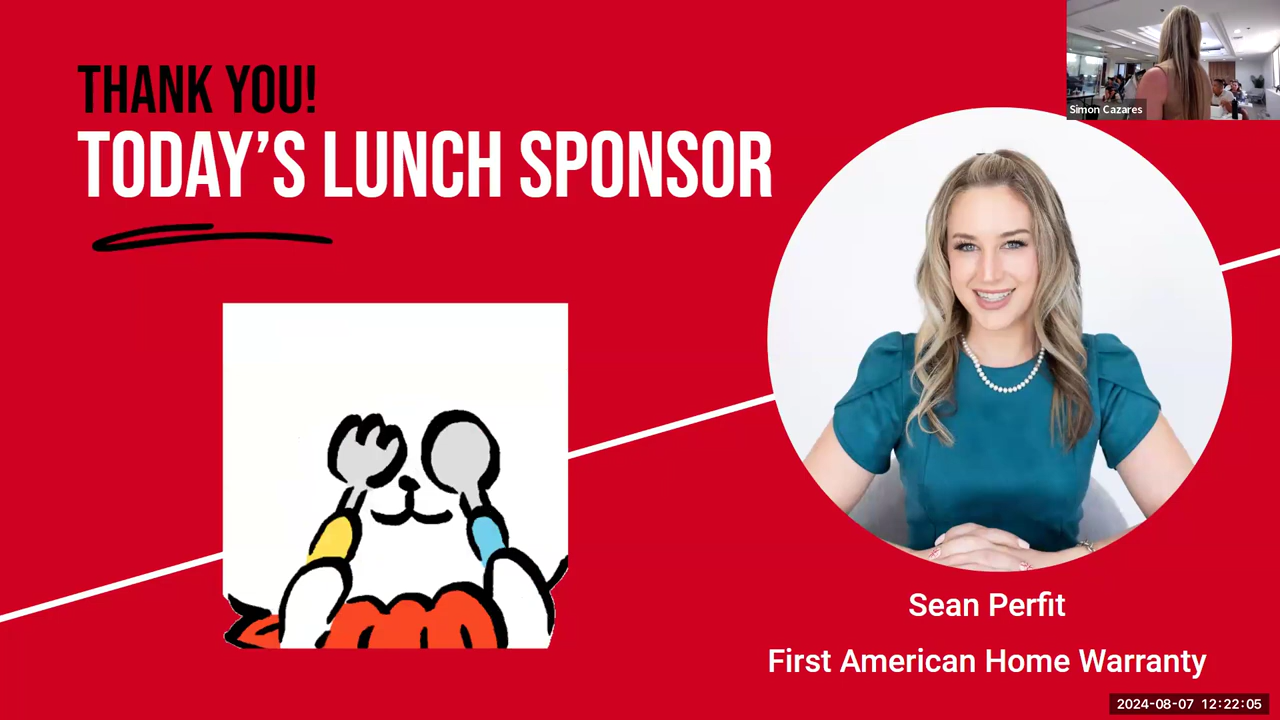 THANK YOU!
TODAY'S LUNCH SPONSOR
Simon Cazares
Sean Perfit
First American Home Warranty
2024-08-07 12:22:05